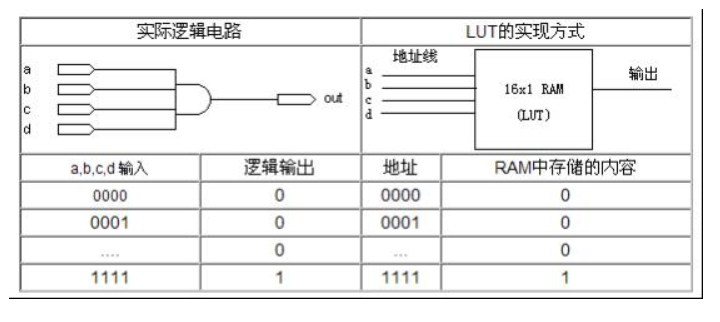 实际逻辑电路 LUT的实现方式
a
b
c
d
out
地址线
a
b
c
d
16x1 RAM
(LUT)
输出
a,b,c,d 输入 逻辑输出 地址 RAM中存储的内容
0000 0 0000 0
0001 0 0001 0
.... 0 ... 0
1111 1 1111 1